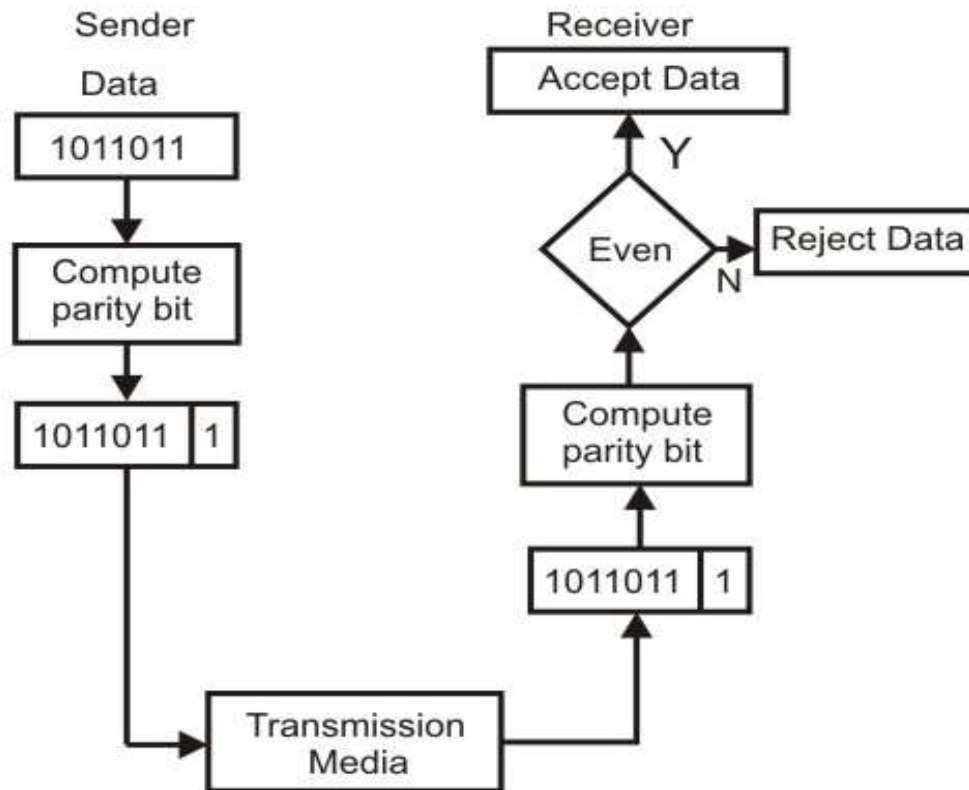 Sender
Data
1011011
Compute
parity bit
1011011 1
Transmission
Media
1011011 1
Compute
parity bit
Even
Y
N
Accept Data
Reject Data
Receiver